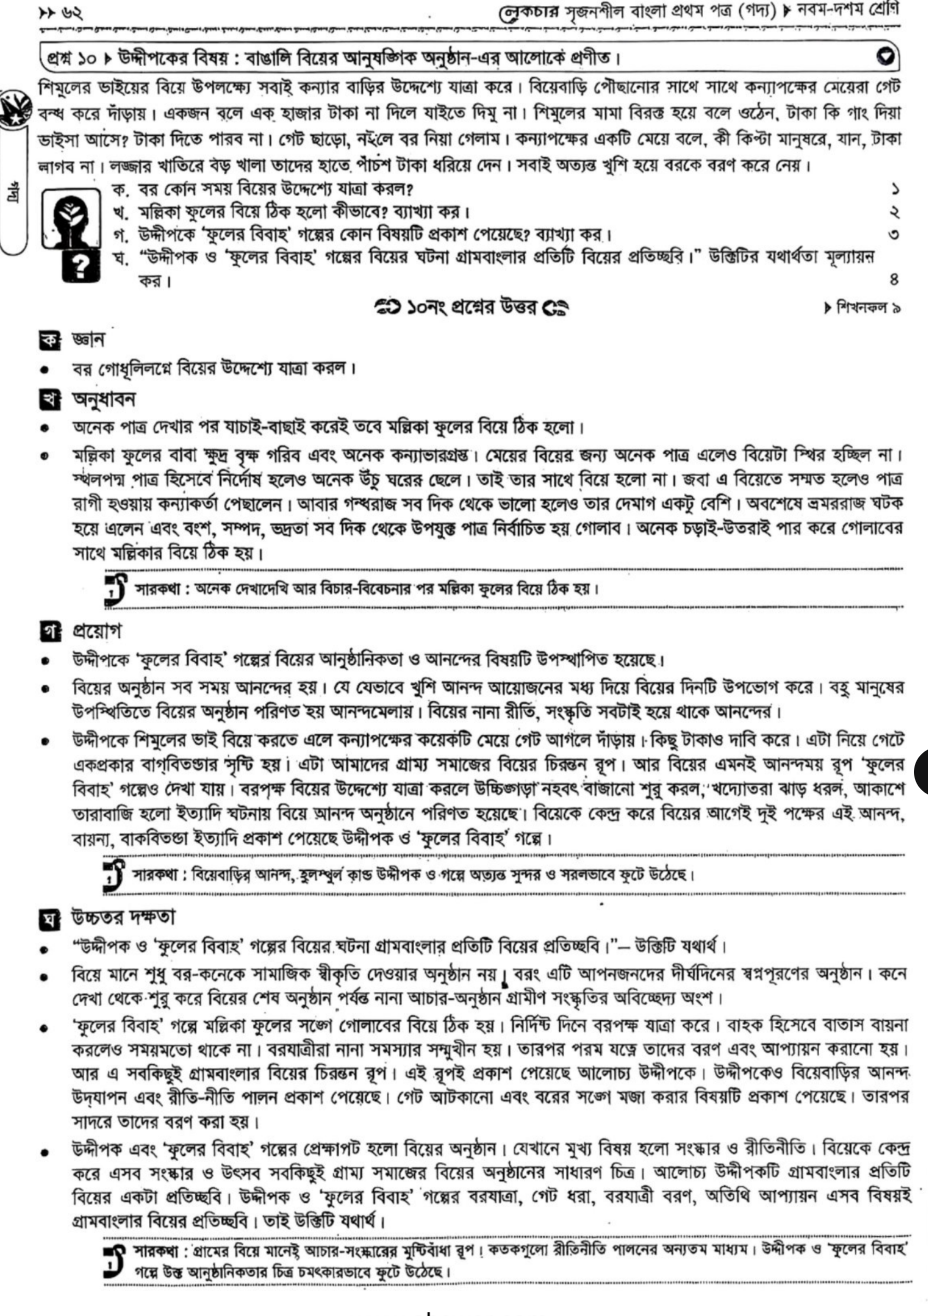 ▸▸ ৬২
লেকচার সৃজনশীল বাংলা প্রথম পত্র (গদ্য) ▸ নবম-দশম শ্রেণি
প্রশ্ন ১০ ▸ উদ্দীপকের বিষয় : বাঙালি বিয়ের আনুষঙ্গিক অনুষ্ঠান-এর আলোকে প্রণীত।
শিমুলের ভাইয়ের বিয়ে উপলক্ষ্যে সবাই কন্যার বাড়ির উদ্দেশ্যে যাত্রা করে। বিয়েবাড়ি পৌছানোর সাথে সাথে কন্যাপক্ষের মেয়েরা গেট
বন্ধ করে দাঁড়ায়। একজন বলে এক হাজার টাকা না দিলে যাইতে দিমু না। শিমুলের মামা বিরক্ত হয়ে বলে ওঠেন, টাকা কি গাং দিয়া
ভাইসা আসে? টাকা দিতে পারব না। গেট ছাড়ো, নইলে বর নিয়া গেলাম। কন্যাপক্ষের একটি মেয়ে বলে, কী কিপ্টা মানুষরে, যান, টাকা
লাগব না। লজ্জার খাতিরে বড় খালা তাদের হাতে পাঁচশ টাকা ধরিয়ে দেন। সবাই অত্যন্ত খুশি হয়ে বরকে বরণ করে নেয়।
গদ্য
ক. বর কোন সময় বিয়ের উদ্দেশ্যে যাত্রা করল? ১
খ. মল্লিকা ফুলের বিয়ে ঠিক হলো কীভাবে? ব্যাখ্যা কর। ২
গ. উদ্দীপকে ‘ফুলের বিবাহ’ গল্পের কোন বিষয়টি প্রকাশ পেয়েছে? ব্যাখ্যা কর। ৩
ঘ. “উদ্দীপক ও ‘ফুলের বিবাহ’ গল্পের বিয়ের ঘটনা গ্রামবাংলার প্রতিটি বিয়ের প্রতিচ্ছবি।” উক্তিটির যথার্থতা মূল্যায়ন
কর। ৪
১০নং প্রশ্নের উত্তর
▸ শিখনফল ৯
ক জ্ঞান
• বর গোধূলিলগ্নে বিয়ের উদ্দেশ্যে যাত্রা করল।
খ অনুধাবন
• অনেক পাত্র দেখার পর যাচাই-বাছাই করেই তবে মল্লিকা ফুলের বিয়ে ঠিক হলো।
• মল্লিকা ফুলের বাবা ক্ষুদ্র বৃক্ষ গরিব এবং অনেক কন্যাভারগ্রস্ত। মেয়ের বিয়ের জন্য অনেক পাত্র এলেও বিয়েটা স্থির হচ্ছিল না।
স্থলপদ্ম পাত্র হিসেবে নির্দোষ হলেও অনেক উঁচু ঘরের ছেলে। তাই তার সাথে বিয়ে হলো না। জবা এ বিয়েতে সম্মত হলেও পাত্র
রাগী হওয়ায় কন্যাকর্তা পেছালেন। আবার গন্ধরাজ সব দিক থেকে ভালো হলেও তার দেমাগ একটু বেশি। অবশেষে ভ্রমররাজ ঘটক
হয়ে এলেন এবং বংশ, সম্পদ, ভদ্রতা সব দিক থেকে উপযুক্ত পাত্র নির্বাচিত হয় গোলাব। অনেক চড়াই-উতরাই পার করে গোলাবের
সাথে মল্লিকার বিয়ে ঠিক হয়।
সারকথা : অনেক দেখাদেখি আর বিচার-বিবেচনার পর মল্লিকা ফুলের বিয়ে ঠিক হয়।
গ প্রয়োগ
• উদ্দীপকে ‘ফুলের বিবাহ’ গল্পের বিয়ের আনুষ্ঠানিকতা ও আনন্দের বিষয়টি উপস্থাপিত হয়েছে।
• বিয়ের অনুষ্ঠান সব সময় আনন্দের হয়। যে যেভাবে খুশি আনন্দ আয়োজনের মধ্য দিয়ে বিয়ের দিনটি উপভোগ করে। বহু মানুষের
উপস্থিতিতে বিয়ের অনুষ্ঠান পরিণত হয় আনন্দমেলায়। বিয়ের নানা রীতি, সংস্কৃতি সবটাই হয়ে থাকে আনন্দের।
• উদ্দীপকে শিমুলের ভাই বিয়ে করতে এলে কন্যাপক্ষের কয়েকটি মেয়ে গেট আগলে দাঁড়ায়। কিছু টাকাও দাবি করে। এটা নিয়ে গেটে
একপ্রকার বাগ্‌বিতণ্ডার সৃষ্টি হয়। এটা আমাদের গ্রাম্য সমাজের বিয়ের চিরন্তন রূপ। আর বিয়ের এমনই আনন্দময় রূপ ‘ফুলের
বিবাহ’ গল্পেও দেখা যায়। বরপক্ষ বিয়ের উদ্দেশ্যে যাত্রা করলে উচ্চিঙ্গড়া নহবৎ বাজানো শুরু করল, খদ্যোতরা ঝাড় ধরল, আকাশে
তারাবাজি হলো ইত্যাদি ঘটনায় বিয়ে আনন্দ অনুষ্ঠানে পরিণত হয়েছে। বিয়েকে কেন্দ্র করে বিয়ের আগেই দুই পক্ষের এই আনন্দ,
বায়না, বাকবিতণ্ডা ইত্যাদি প্রকাশ পেয়েছে উদ্দীপক ও ‘ফুলের বিবাহ’ গল্পে।
সারকথা : বিয়েবাড়ির আনন্দ, হুলস্থুল কাণ্ড উদ্দীপক ও গল্পে অত্যন্ত সুন্দর ও সরলভাবে ফুটে উঠেছে।
ঘ উচ্চতর দক্ষতা
• “উদ্দীপক ও ‘ফুলের বিবাহ’ গল্পের বিয়ের ঘটনা গ্রামবাংলার প্রতিটি বিয়ের প্রতিচ্ছবি।”— উক্তিটি যথার্থ।
• বিয়ে মানে শুধু বর-কনেকে সামাজিক স্বীকৃতি দেওয়ার অনুষ্ঠান নয়। বরং এটি আপনজনদের দীর্ঘদিনের স্বপ্নপূরণের অনুষ্ঠান। কনে
দেখা থেকে শুরু করে বিয়ের শেষ অনুষ্ঠান পর্যন্ত নানা আচার-অনুষ্ঠান গ্রামীণ সংস্কৃতির অবিচ্ছেদ্য অংশ।
• ‘ফুলের বিবাহ’ গল্পে মল্লিকা ফুলের সঙ্গে গোলাবের বিয়ে ঠিক হয়। নির্দিষ্ট দিনে বরপক্ষ যাত্রা করে। বাহক হিসেবে বাতাস বায়না
করলেও সময়মতো থাকে না। বরযাত্রীরা নানা সমস্যার সম্মুখীন হয়। তারপর পরম যত্নে তাদের বরণ এবং আপ্যায়ন করানো হয়।
আর এ সবকিছুই গ্রামবাংলার বিয়ের চিরন্তন রূপ। এই রূপই প্রকাশ পেয়েছে আলোচ্য উদ্দীপকে। উদ্দীপকেও বিয়েবাড়ির আনন্দ
উদ্‌যাপন এবং রীতি-নীতি পালন প্রকাশ পেয়েছে। গেট আটকানো এবং বরের সঙ্গে মজা করার বিষয়টি প্রকাশ পেয়েছে। তারপর
সাদরে তাদের বরণ করা হয়।
• উদ্দীপক এবং ‘ফুলের বিবাহ’ গল্পের প্রেক্ষাপট হলো বিয়ের অনুষ্ঠান। যেখানে মুখ্য বিষয় হলো সংস্কার ও রীতিনীতি। বিয়েকে কেন্দ্র
করে এসব সংস্কার ও উৎসব সবকিছুই গ্রাম্য সমাজের বিয়ের অনুষ্ঠানের সাধারণ চিত্র। আলোচ্য উদ্দীপকটি গ্রামবাংলার প্রতিটি
বিয়ের একটা প্রতিচ্ছবি। উদ্দীপক ও ‘ফুলের বিবাহ’ গল্পের বরযাত্রা, গেট ধরা, বরযাত্রী বরণ, অতিথি আপ্যায়ন এসব বিষয়ই
গ্রামবাংলার বিয়ের প্রতিচ্ছবি। তাই উক্তিটি যথার্থ।
সারকথা : গ্রামের বিয়ে মানেই আচার-সংস্কারের মুষ্টিবাঁধা রূপ। কতকগুলো রীতিনীতি পালনের অন্যতম মাধ্যম। উদ্দীপক ও ‘ফুলের বিবাহ’
গল্পে উক্ত আনুষ্ঠানিকতার চিত্র চমৎকারভাবে ফুটে উঠেছে।